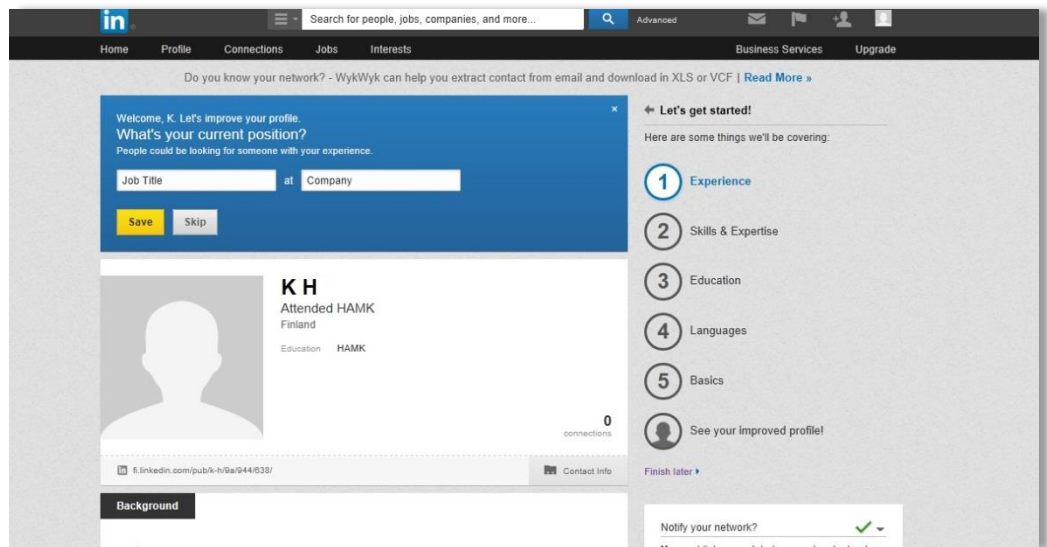 in
Search for people, jobs, companies, and more...
Advanced
Home Profile Connections Jobs Interests Business Services Upgrade
Do you know your network? - WykWyk can help you extract contact from email and download in XLS or VCF | Read More »
Welcome, K. Let's improve your profile.
What's your current position?
People could be looking for someone with your experience.
Job Title at Company
Save Skip
K H
Attended HAMK
Finland
Education HAMK
0
connections
in fi.linkedin.com/pub/k-h/9a/944/638/
Contact Info
Background
Let's get started!
Here are some things we'll be covering:
1 Experience
2 Skills & Expertise
3 Education
4 Languages
5 Basics
See your improved profile!
Finish later
Notify your network?